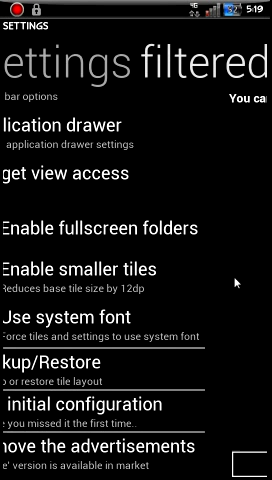 4G 52 5:19
SETTINGS
ettings filtered
bar options
You ca
lication drawer
application drawer settings
get view access
Enable fullscreen folders
Enable smaller tiles
Reduces base tile size by 12dp
Use system font
Force tiles and settings to use system font
kup/Restore
o or restore tile layout
initial configuration
e you missed it the first time..
nove the advertisements
e' version is available in market